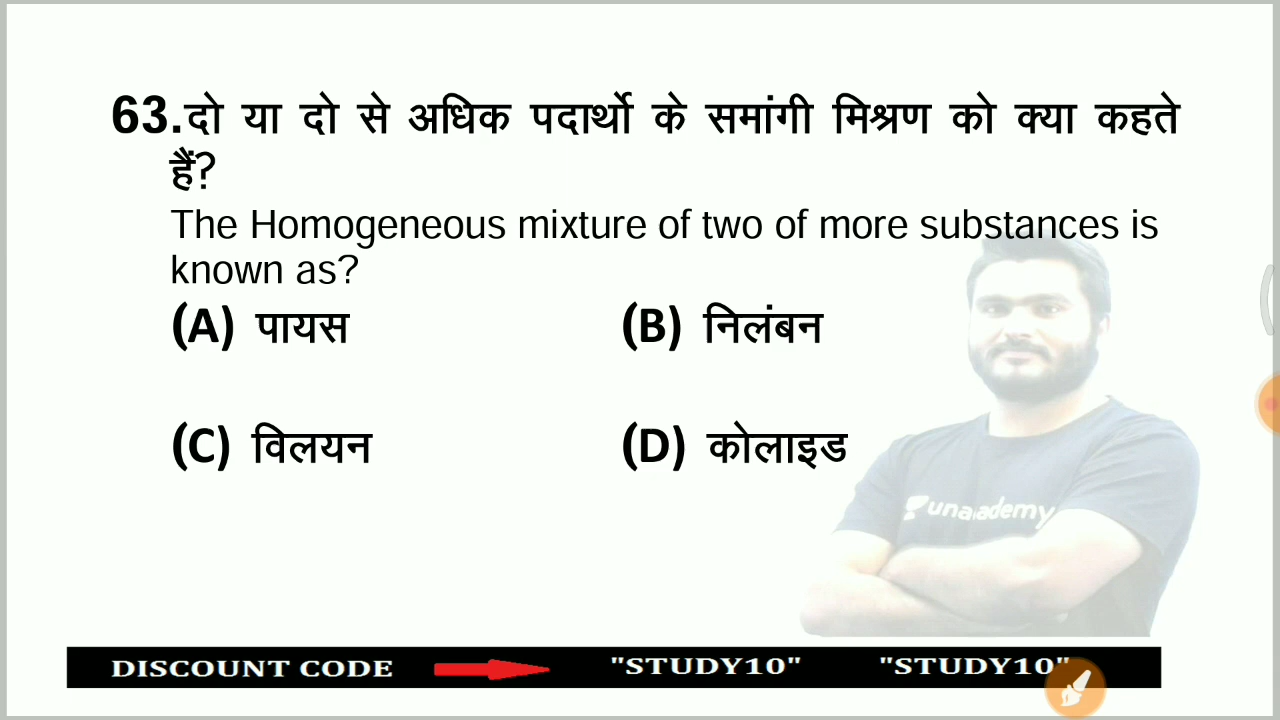 63.दो या दो से अधिक पदार्थो के समांगी मिश्रण को क्या कहते
हैं?
The Homogeneous mixture of two of more substances is
known as?
(A) पायस (B) निलंबन
(C) विलयन (D) कोलाइड
unacademy
DISCOUNT CODE "STUDY10" "STUDY10"